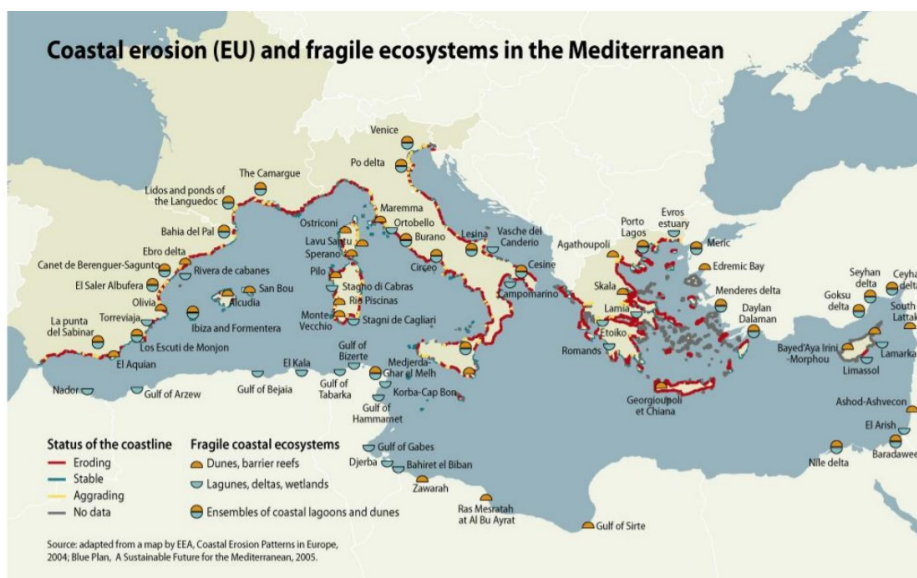 Coastal erosion (EU) and fragile ecosystems in the Mediterranean
Venice
Po delta
The Camargue
Lidos and ponds of
the Languedoc
Bahia del Pal
Ebro delta
Canet de Berenguer-Sagunto
Rivera de cabanes
El Saler Albufera
Olivia
San Bou
Alcudia
La punta
del Sabinar
Torreviaja
Ibiza and Formentera
Los Escuti de Monjon
El Aquian
Ostriconi
Lavu Santu
Sperano
Pilo
Stagno di Cabras
Rio Piscinas
Monte
Vecchio
Stagni de Cagliari
Maremma
Ortobello
Burano
Circeo
Lesina
Vasche del
Canderio
Cesine
Campomarino
Agathoupoli
Porto
Lagos
Evros
estuary
Meric
Edremic Bay
Skala
Lamia
Etoiko
Romands
Menderes delta
Daylan
Dalaman
Georgioupoli
et Chiana
Seyhan
delta
Ceyha
delta
Goksu
delta
South
Lattak
Bayed'Aya Irini
-Morphou
Lamarka
Limassol
Ashod-Ashvecon
El Arish
Baradawee
Nile delta
Nador
Gulf of Arzew
Gulf of Bejaia
El Kala
Gulf of
Tabarka
Gulf of
Bizerte
Medjerda-
Ghar el Melh
Korba-Cap Bon
Gulf of
Hammamet
Gulf of Gabes
Djerba
Bahiret el Biban
Zawarah
Ras Mesratah
at Al Bu Ayrat
Gulf of Sirte
Status of the coastline
Eroding
Stable
Aggrading
No data
Fragile coastal ecosystems
Dunes, barrier reefs
Lagunes, deltas, wetlands
Ensembles of coastal lagoons and dunes
Source: adapted from a map by EEA, Coastal Erosion Patterns in Europe,
2004; Blue Plan, A Sustainable Future for the Mediterranean, 2005.